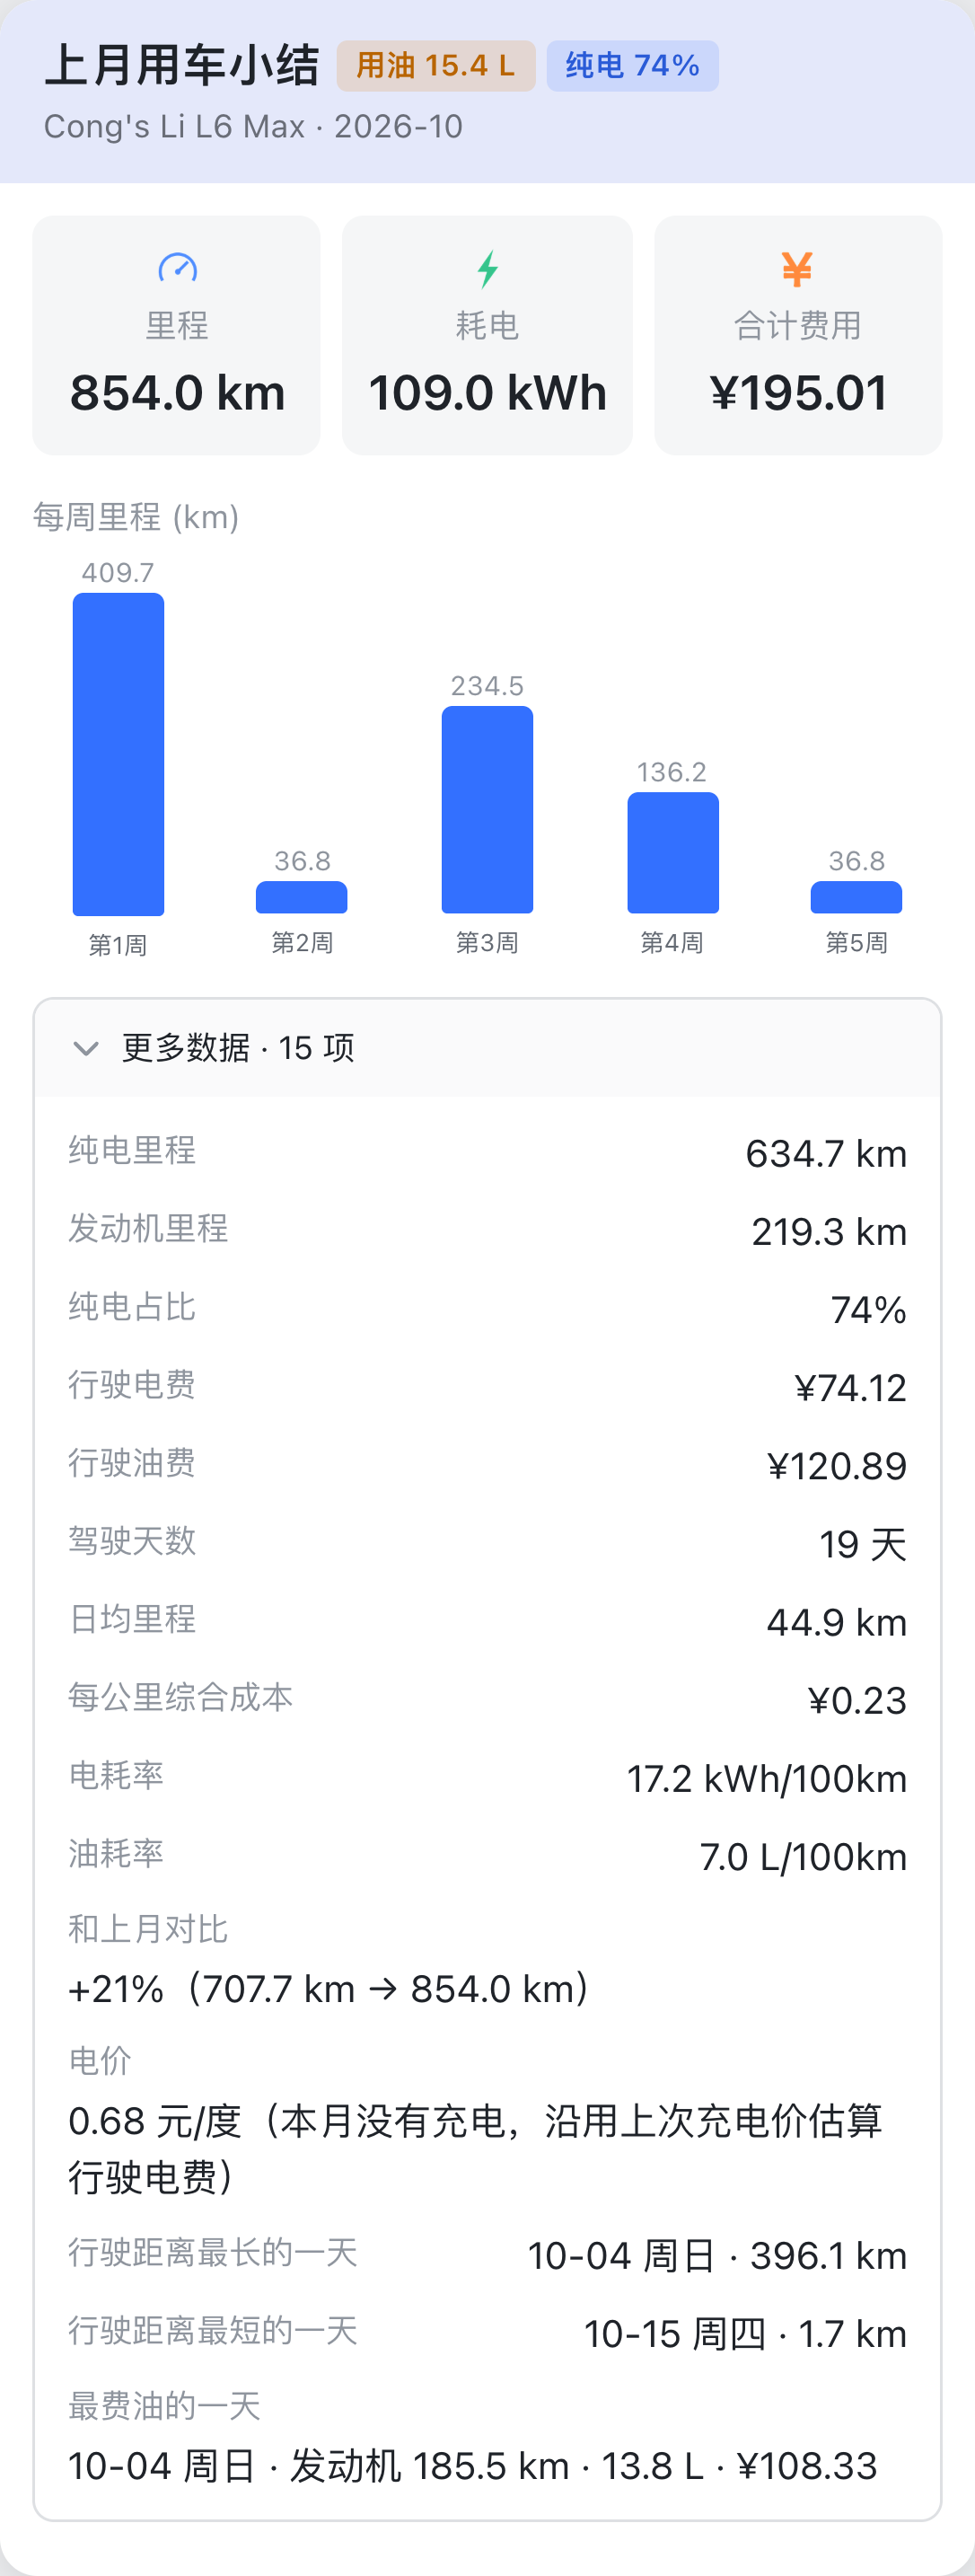 上月用车小结 用油 15.4 L 纯电 74%
Cong's Li L6 Max · 2026-10
里程 耗电 ¥ 合计费用
854.0 km 109.0 kWh ¥195.01
每周里程 (km)
409.7
234.5
136.2
36.8 36.8
第1周 第2周 第3周 第4周 第5周
更多数据 · 15 项
纯电里程 634.7 km
发动机里程 219.3 km
纯电占比 74%
行驶电费 ¥74.12
行驶油费 ¥120.89
驾驶天数 19 天
日均里程 44.9 km
每公里综合成本 ¥0.23
电耗率 17.2 kWh/100km
油耗率 7.0 L/100km
和上月对比
+21%（707.7 km → 854.0 km）
电价
0.68 元/度（本月没有充电，沿用上次充电价估算
行驶电费）
行驶距离最长的一天 10-04 周日 · 396.1 km
行驶距离最短的一天 10-15 周四 · 1.7 km
最费油的一天
10-04 周日 · 发动机 185.5 km · 13.8 L · ¥108.33